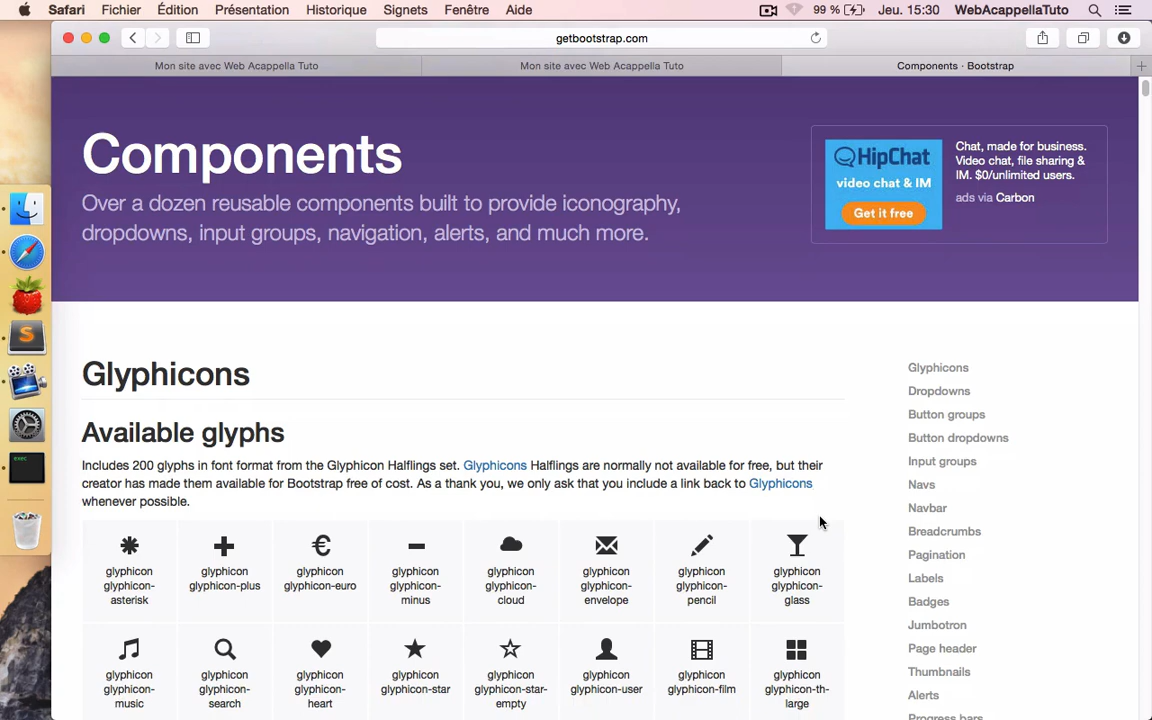 Safari Fichier Édition Présentation Historique Signets Fenêtre Aide 99 % Jeu. 15:30 WebAcappellaTuto
getbootstrap.com
Mon site avec Web Acappella Tuto Mon site avec Web Acappella Tuto Components · Bootstrap
Components
Over a dozen reusable components built to provide iconography,
dropdowns, input groups, navigation, alerts, and much more.
HipChat
video chat & IM
Get it free
Chat, made for business.
Video chat, file sharing &
IM. $0/unlimited users.
ads via Carbon
Glyphicons
Available glyphs
Includes 200 glyphs in font format from the Glyphicon Halflings set. Glyphicons Halflings are normally not available for free, but their
creator has made them available for Bootstrap free of cost. As a thank you, we only ask that you include a link back to Glyphicons
whenever possible.
glyphicon
glyphicon-
asterisk
glyphicon
glyphicon-plus
glyphicon
glyphicon-euro
glyphicon
glyphicon-
minus
glyphicon
glyphicon-
cloud
glyphicon
glyphicon-
envelope
glyphicon
glyphicon-
pencil
glyphicon
glyphicon-
glass
glyphicon
glyphicon-
music
glyphicon
glyphicon-
search
glyphicon
glyphicon-
heart
glyphicon
glyphicon-star
glyphicon
glyphicon-star-
empty
glyphicon
glyphicon-user
glyphicon
glyphicon-film
glyphicon
glyphicon-th-
large
Glyphicons
Dropdowns
Button groups
Button dropdowns
Input groups
Navs
Navbar
Breadcrumbs
Pagination
Labels
Badges
Jumbotron
Page header
Thumbnails
Alerts
Progress bars
S
exec